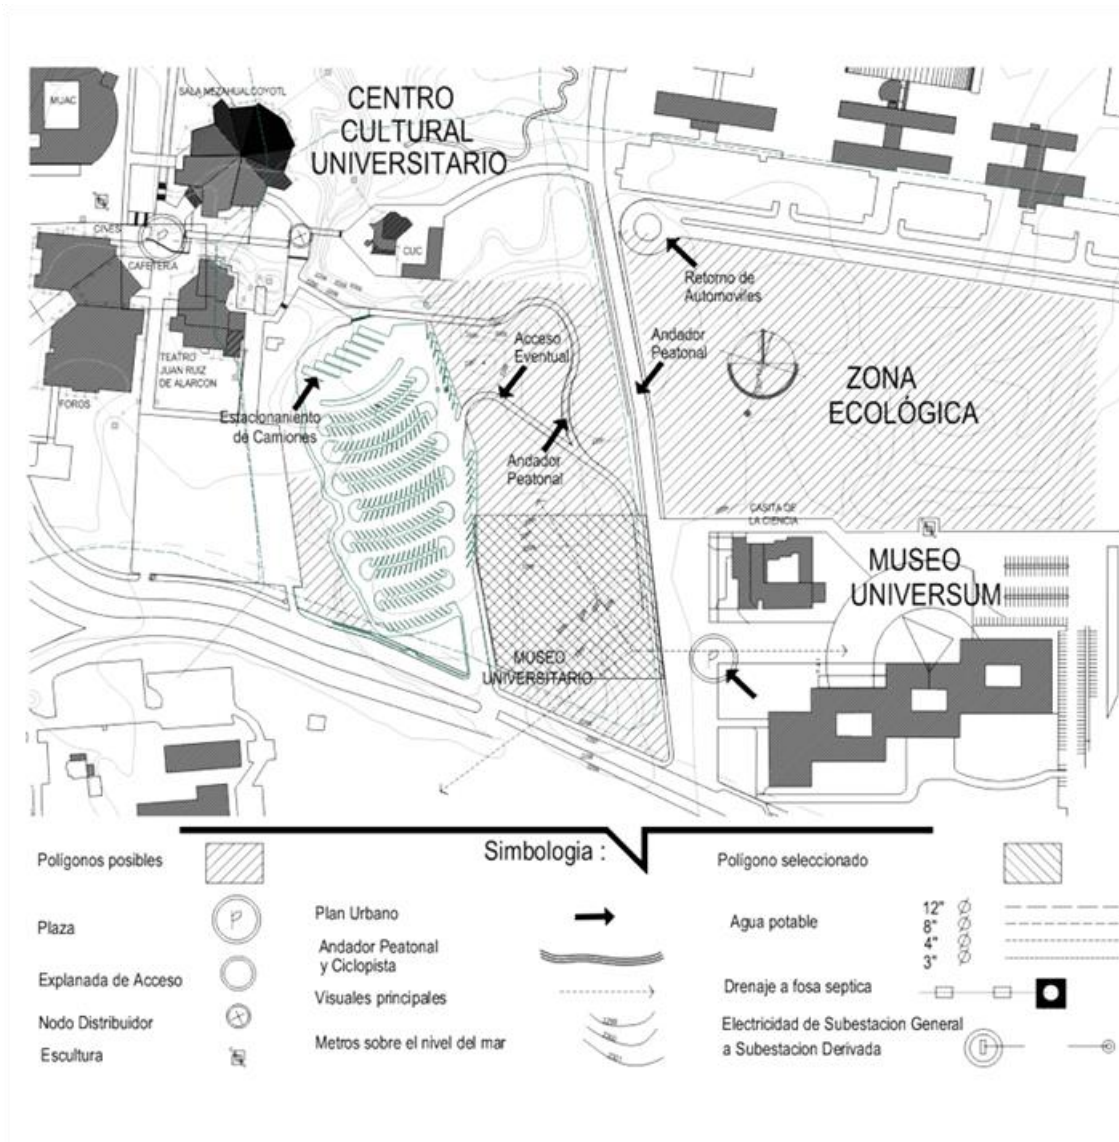 MUAC
SALA NEZAHUALCOYOTL
CENTRO
CULTURAL
UNIVERSITARIO
CINES
P
CAFETERIA
CUC
Retorno de
Automoviles
Acceso
Eventual
Andador
Peatonal
TEATRO
JUAN RUIZ
DE ALARCON
FOROS
Estacionamiento
de Camiones
ZONA
ECOLÓGICA
Andador
Peatonal
CASITA DE
LA CIENCIA
MUSEO
UNIVERSUM
MUSEO
UNIVERSITARIO
P
Simbologia :
Polígonos posibles
Plaza
P
Explanada de Acceso
Nodo Distribuidor
Escultura
Plan Urbano
Andador Peatonal
y Ciclopista
Visuales principales
Metros sobre el nivel del mar
Polígono seleccionado
Agua potable
12"
8"
4"
3"
Drenaje a fosa septica
Electricidad de Subestacion General
a Subestacion Derivada